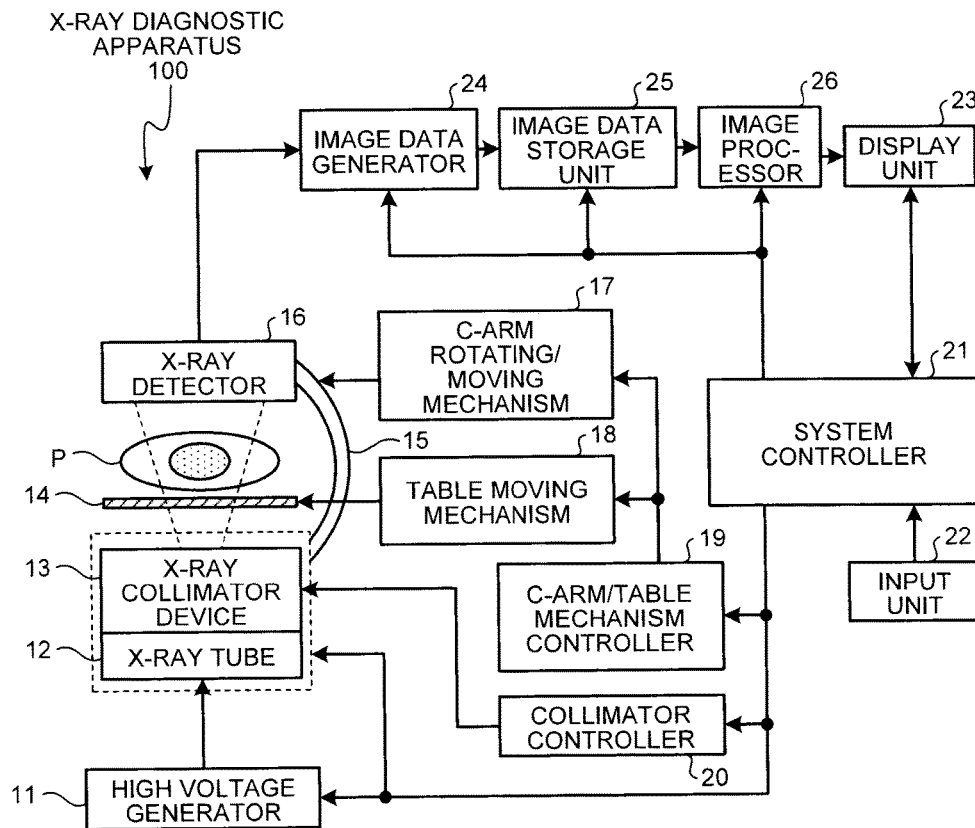 X-RAY DIAGNOSTIC
APPARATUS
100
24
25
26
23
IMAGE DATA
GENERATOR
IMAGE DATA
STORAGE
UNIT
IMAGE
PROC-
ESSOR
DISPLAY
UNIT
16
X-RAY
DETECTOR
17
C-ARM
ROTATING/
MOVING
MECHANISM
21
SYSTEM
CONTROLLER
P
15
18
14
TABLE MOVING
MECHANISM
13
X-RAY
COLLIMATOR
DEVICE
19
C-ARM/TABLE
MECHANISM
CONTROLLER
22
INPUT
UNIT
12
X-RAY TUBE
COLLIMATOR
CONTROLLER
20
11
HIGH VOLTAGE
GENERATOR